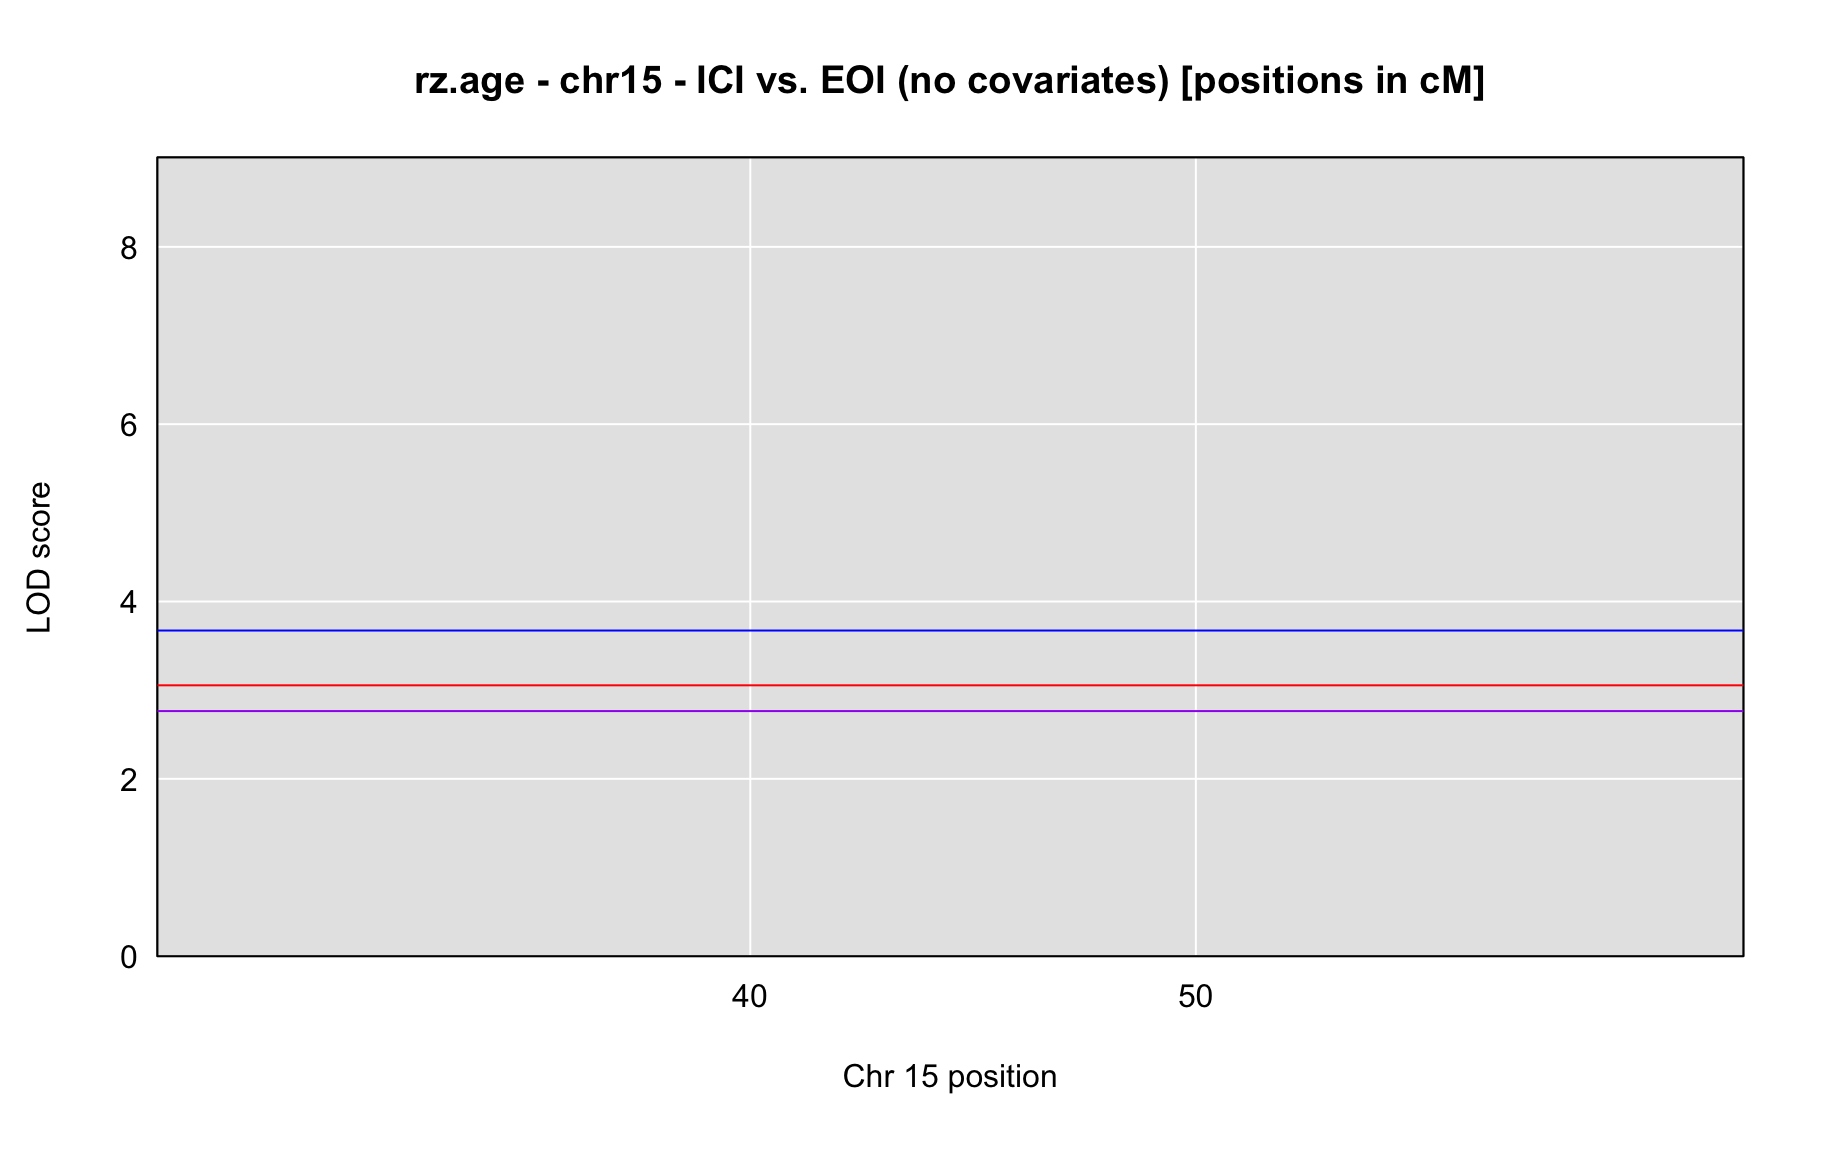 rz.age - chr15 - ICI vs. EOI (no covariates) [positions in cM]
8
6
4
2
0
LOD score
40 50
Chr 15 position